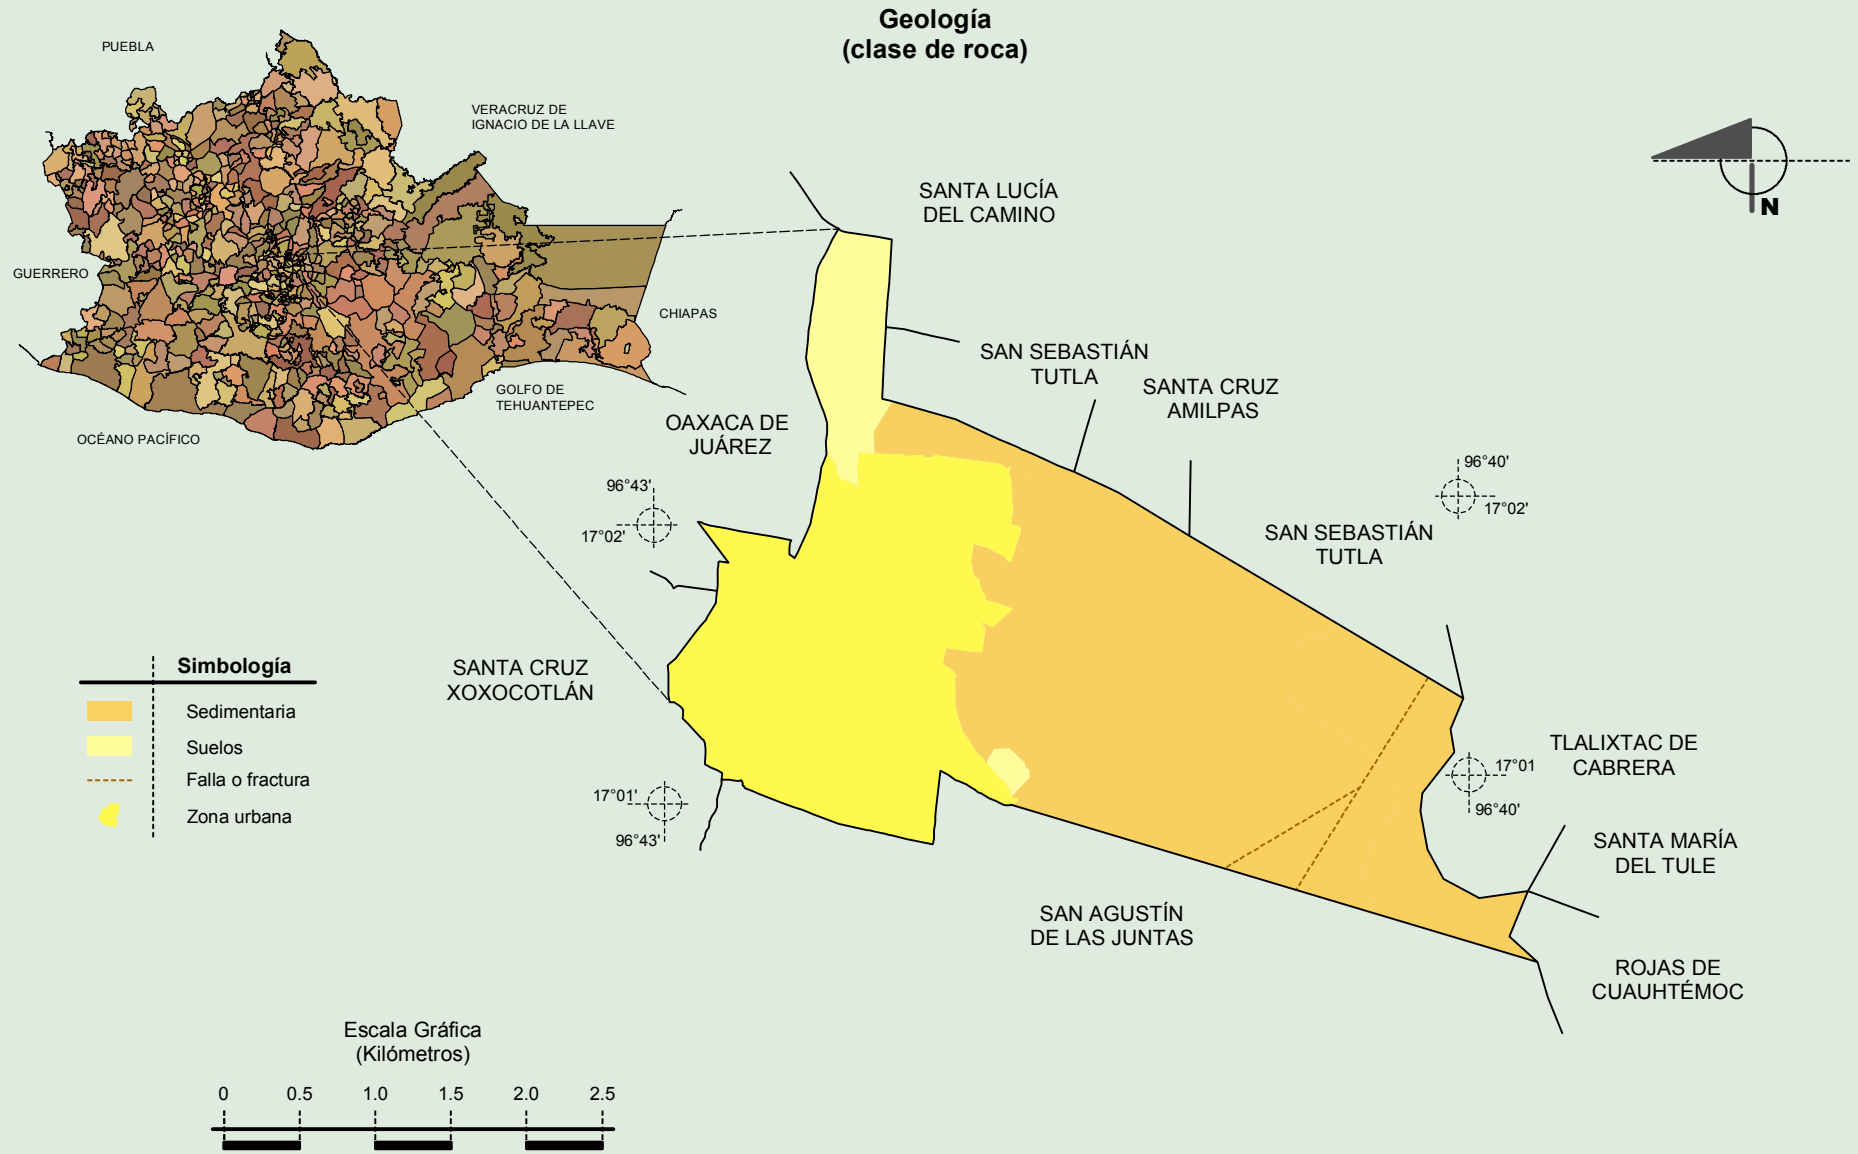 Geología
(clase de roca)
PUEBLA
VERACRUZ DE
IGNACIO DE LA LLAVE
GUERRERO
CHIAPAS
GOLFO DE
TEHUANTEPEC
OCÉANO PACÍFICO
N
SANTA LUCÍA
DEL CAMINO
SAN SEBASTIÁN
TUTLA
SANTA CRUZ
AMILPAS
OAXACA DE
JUÁREZ
96°43'
17°02'
96°40'
17°02'
SAN SEBASTIÁN
TUTLA
SANTA CRUZ
XOXOCOTLÁN
Simbología
Sedimentaria
Suelos
Falla o fractura
Zona urbana
17°01'
96°43'
TLALIXTAC DE
CABRERA
17°01
96°40'
SANTA MARÍA
DEL TULE
SAN AGUSTÍN
DE LAS JUNTAS
ROJAS DE
CUAUHTÉMOC
Escala Gráfica
(Kilómetros)
0 0.5 1.0 1.5 2.0 2.5